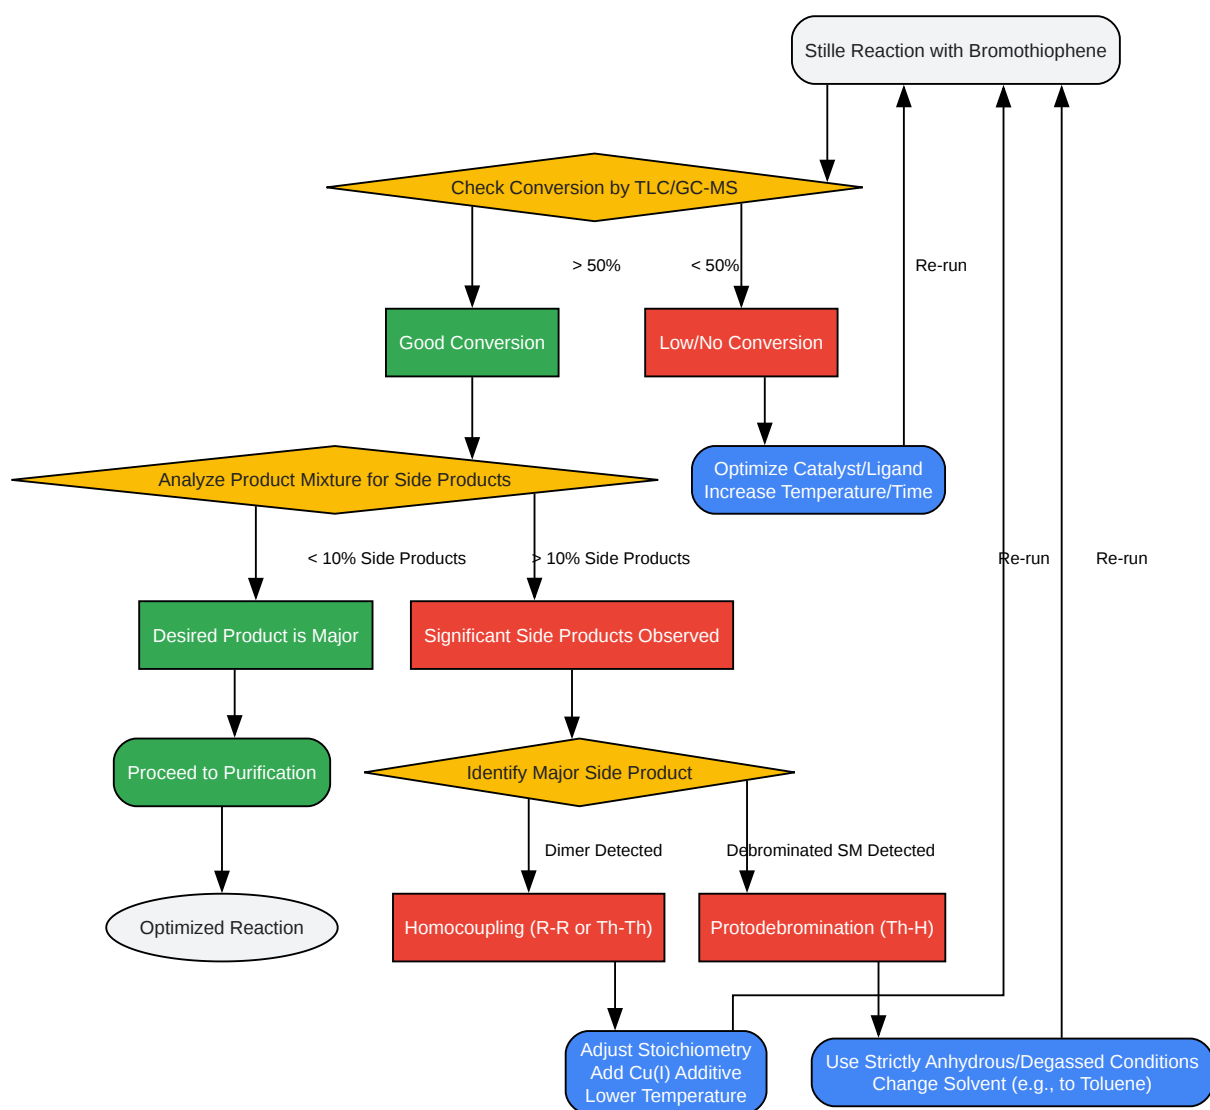 Stille Reaction with Bromothiophene
Check Conversion by TLC/GC-MS
> 50%
< 50%
Re-run
Good Conversion
Low/No Conversion
Analyze Product Mixture for Side Products
Optimize Catalyst/Ligand
Increase Temperature/Time
< 10% Side Products
> 10% Side Products
Re-run
Re-run
Desired Product is Major
Significant Side Products Observed
Proceed to Purification
Identify Major Side Product
Dimer Detected
Debrominated SM Detected
Optimized Reaction
Homocoupling (R-R or Th-Th)
Protodebromination (Th-H)
Adjust Stoichiometry
Add Cu(I) Additive
Lower Temperature
Use Strictly Anhydrous/Degassed Conditions
Change Solvent (e.g., to Toluene)